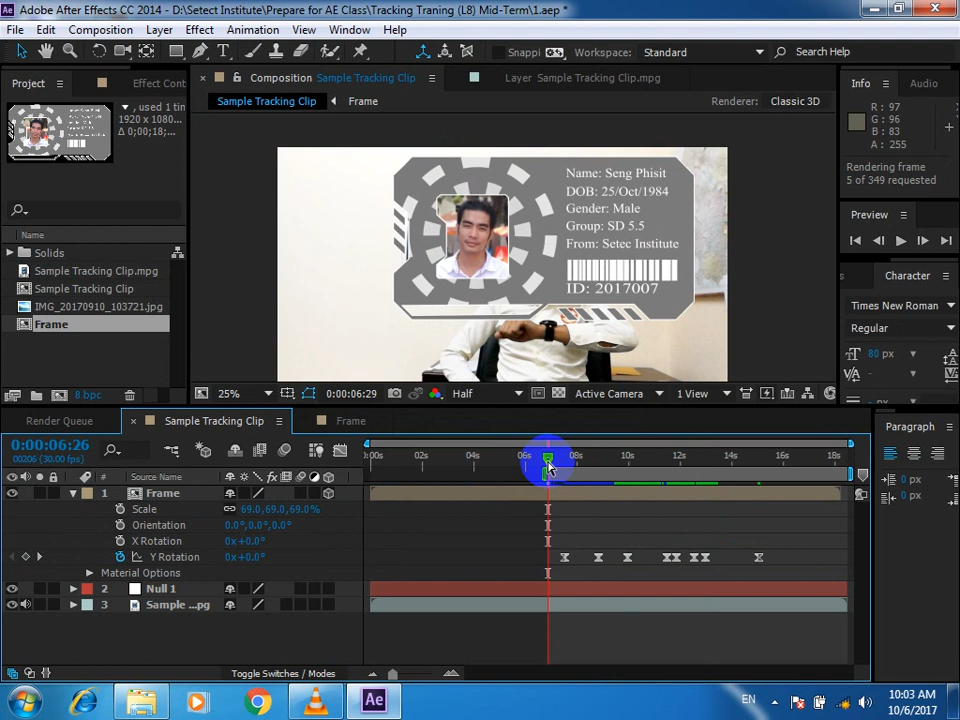 Adobe After Effects CC 2014 - D:\Setect Institute\Prepare for AE Class\Tracking Traning (L8) Mid-Term\1.aep *
File Edit Composition Layer Effect Animation View Window Help
Snappi Workspace: Standard Search Help
Project Effect Cont Composition Sample Tracking Clip Layer Sample Tracking Clip.mpg Info Audio
, used 1 tin
1920 x 1080...
Δ 0;00;18;...
Sample Tracking Clip Frame Renderer: Classic 3D
R : 97
G : 96
B : 83
A : 255
Rendering frame
5 of 349 requested
Name: Seng Phisit
DOB: 25/Oct/1984
Gender: Male
Group: SD 5.5
From: Setec Institute
ID: 2017007
Preview
Name
Solids
Sample Tracking Clip.mpg
Sample Tracking Clip
IMG_20170910_103721.jpg
Frame
Character
Times New Roman
Regular
80 px
8 bpc 25% 0:00:06:29 Half Active Camera 1 View
Render Queue Sample Tracking Clip Frame Paragraph
0:00:06:26
00206 (30.00 fps)
0:00s 02s 04s 06s 08s 10s 12s 14s 16s 18s
# Source Name
1 Frame
Scale 69.0,69.0,69.0%
Orientation 0.0°,0.0°,0.0°
X Rotation 0x+0.0°
Y Rotation 0x+0.0°
Material Options
2 Null 1
3 Sample ...pg
0 px
0 px
Toggle Switches / Modes
Ae EN 10:03 AM
10/6/2017